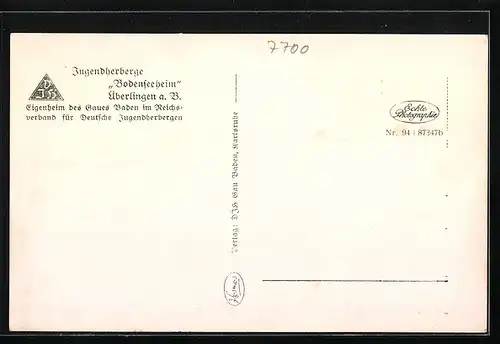 7700
DJH
Jugendherberge
„Bodenseeheim"
Überlingen a. B.
Eigenheim des Gaues Baden im Reichs-
verband für Deutsche Jugendherbergen
Echte
Photographie
Nr. 94 | 87347b
Verlag: DJH Gau Baden, Karlsruhe